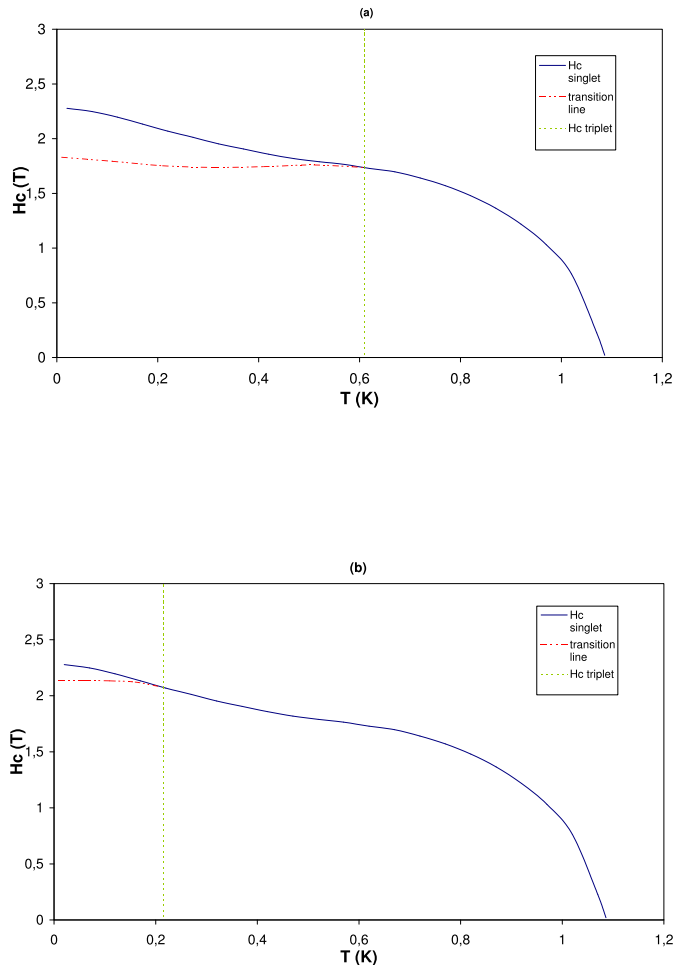 (a)
3
2,5
2
1,5
1
0,5
0
Hc (T)
0
0,2
0,4
0,6
0,8
1
1,2
T (K)
Hc
singlet
transition
line
Hc triplet
(b)
3
2,5
2
1,5
1
0,5
0
Hc (T)
0
0,2
0,4
0,6
0,8
1
1,2
T (K)
Hc
singlet
transition
line
Hc triplet